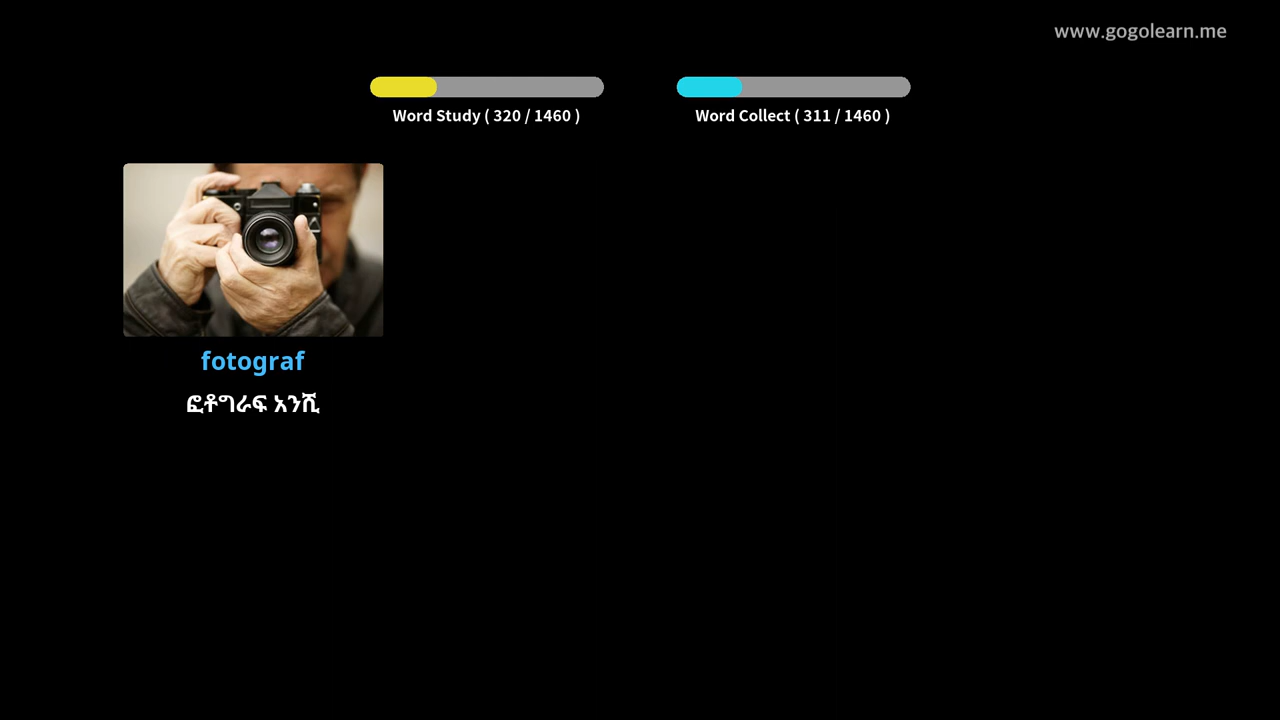 www.gogolearn.me
Word Study ( 320 / 1460 )
Word Collect ( 311 / 1460 )
fotograf
ፎቶግራፍ አንሺ